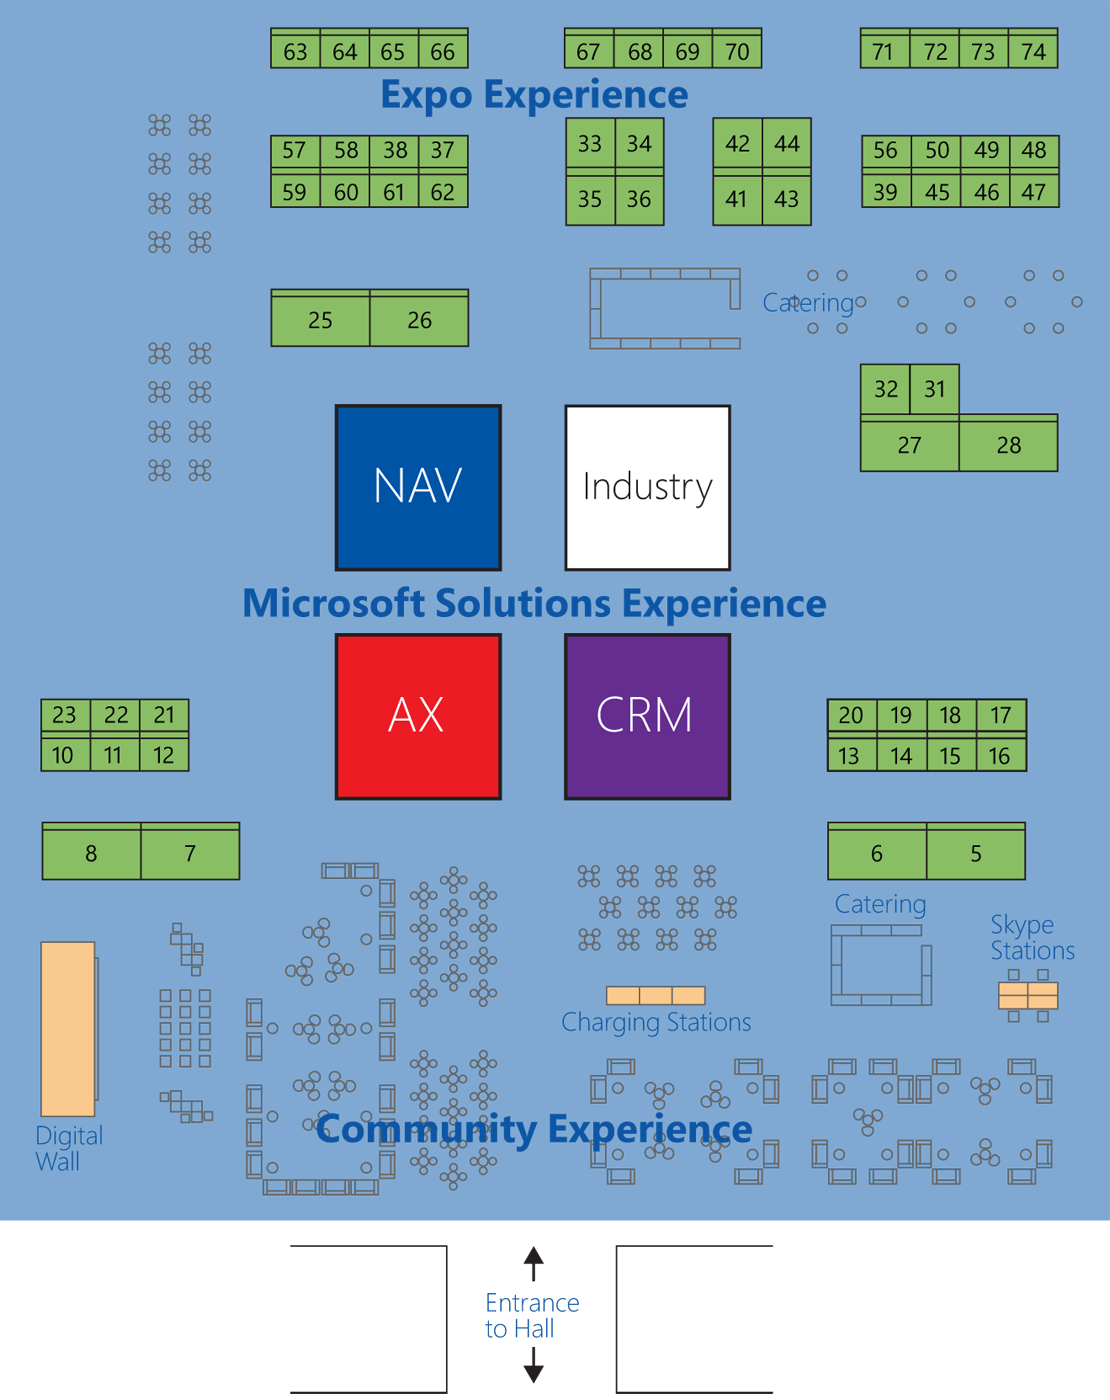 63 64 65 66 67 68 69 70 71 72 73 74
Expo Experience
57 58 38 37 33 34 42 44 56 50 49 48
59 60 61 62 35 36 41 43 39 45 46 47
Catering
25 26
32 31
27 28
NAV Industry
Microsoft Solutions Experience
AX CRM
23 22 21 20 19 18 17
10 11 12 13 14 15 16
8 7 6 5
Catering
Skype
Stations
Charging Stations
Community Experience
Digital
Wall
Entrance
to Hall